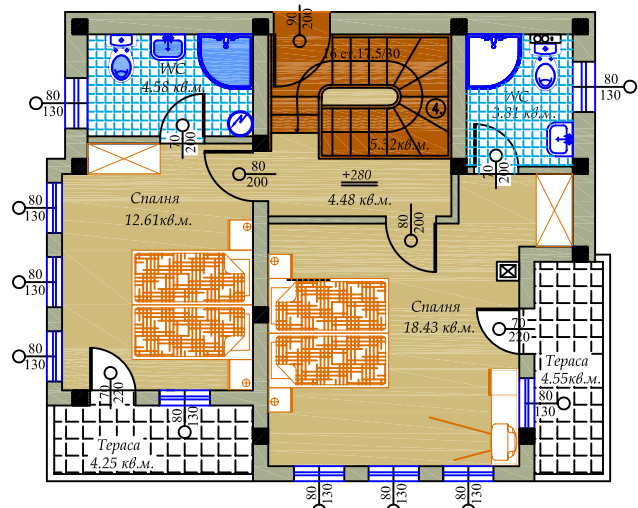 90
200
16 ст.17,5/30
WC
4.58 кв.м.
80
130
70
200
4.
5.32кв.м.
WC
3.31 кв.м.
80
130
70
200
80
200
+280
4.48 кв.м.
80
200
Спалня
12.61кв.м.
80
130
80
130
80
130
70
220
80
130
Тераса
4.25 кв.м.
Спалня
18.43 кв.м.
70
220
Тераса
4.55кв.м.
80
130
80
130
80
130
80
130